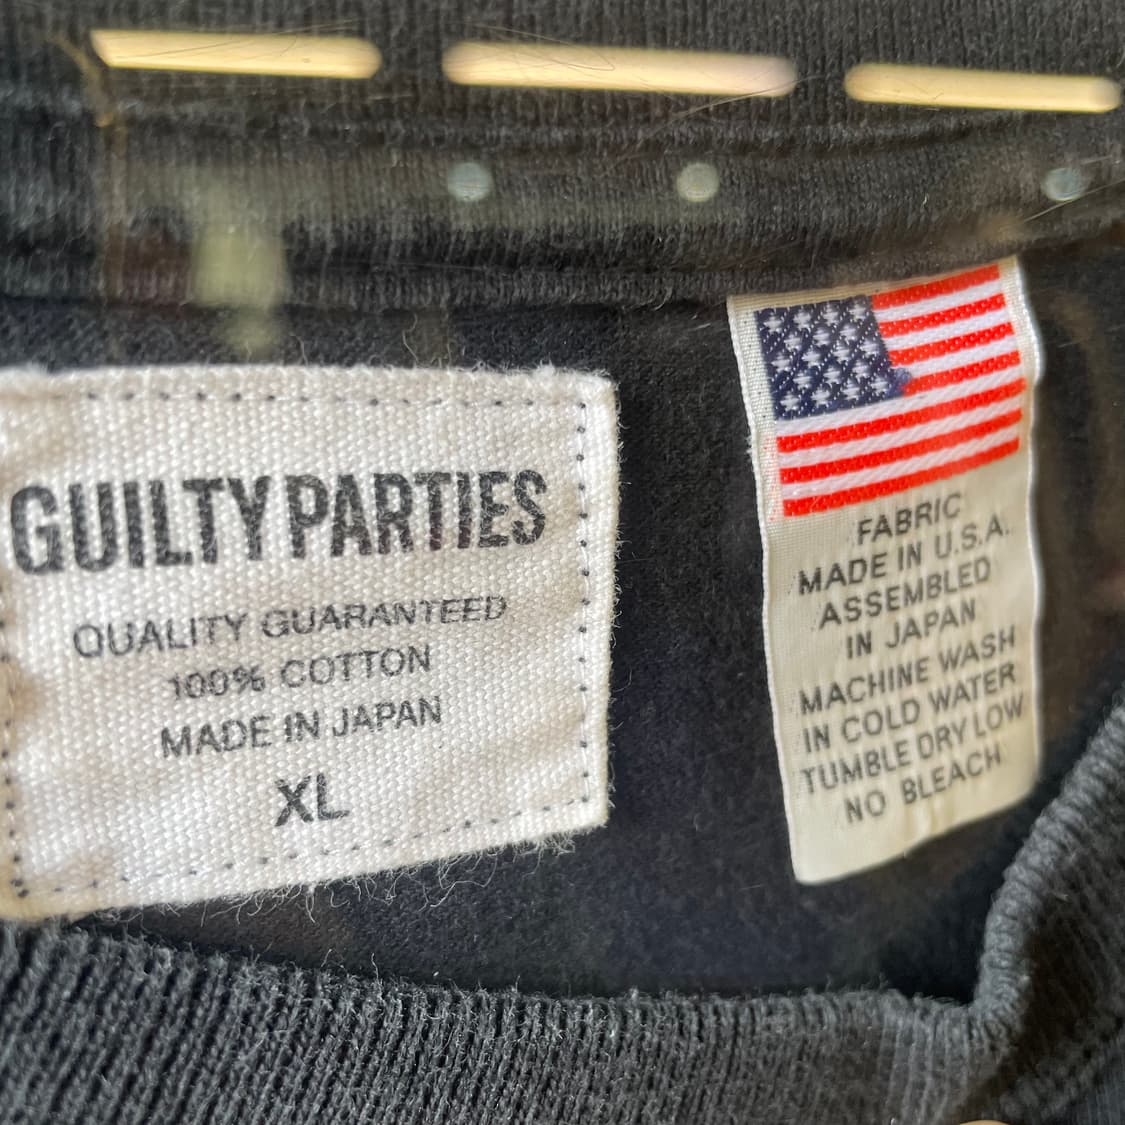 GUILTY PARTIES
QUALITY GUARANTEED
100% COTTON
MADE IN JAPAN
XL
FABRIC
MADE IN U.S.A.
ASSEMBLED
IN JAPAN
MACHINE WASH
IN COLD WATER
TUMBLE DRY LOW
NO BLEACH